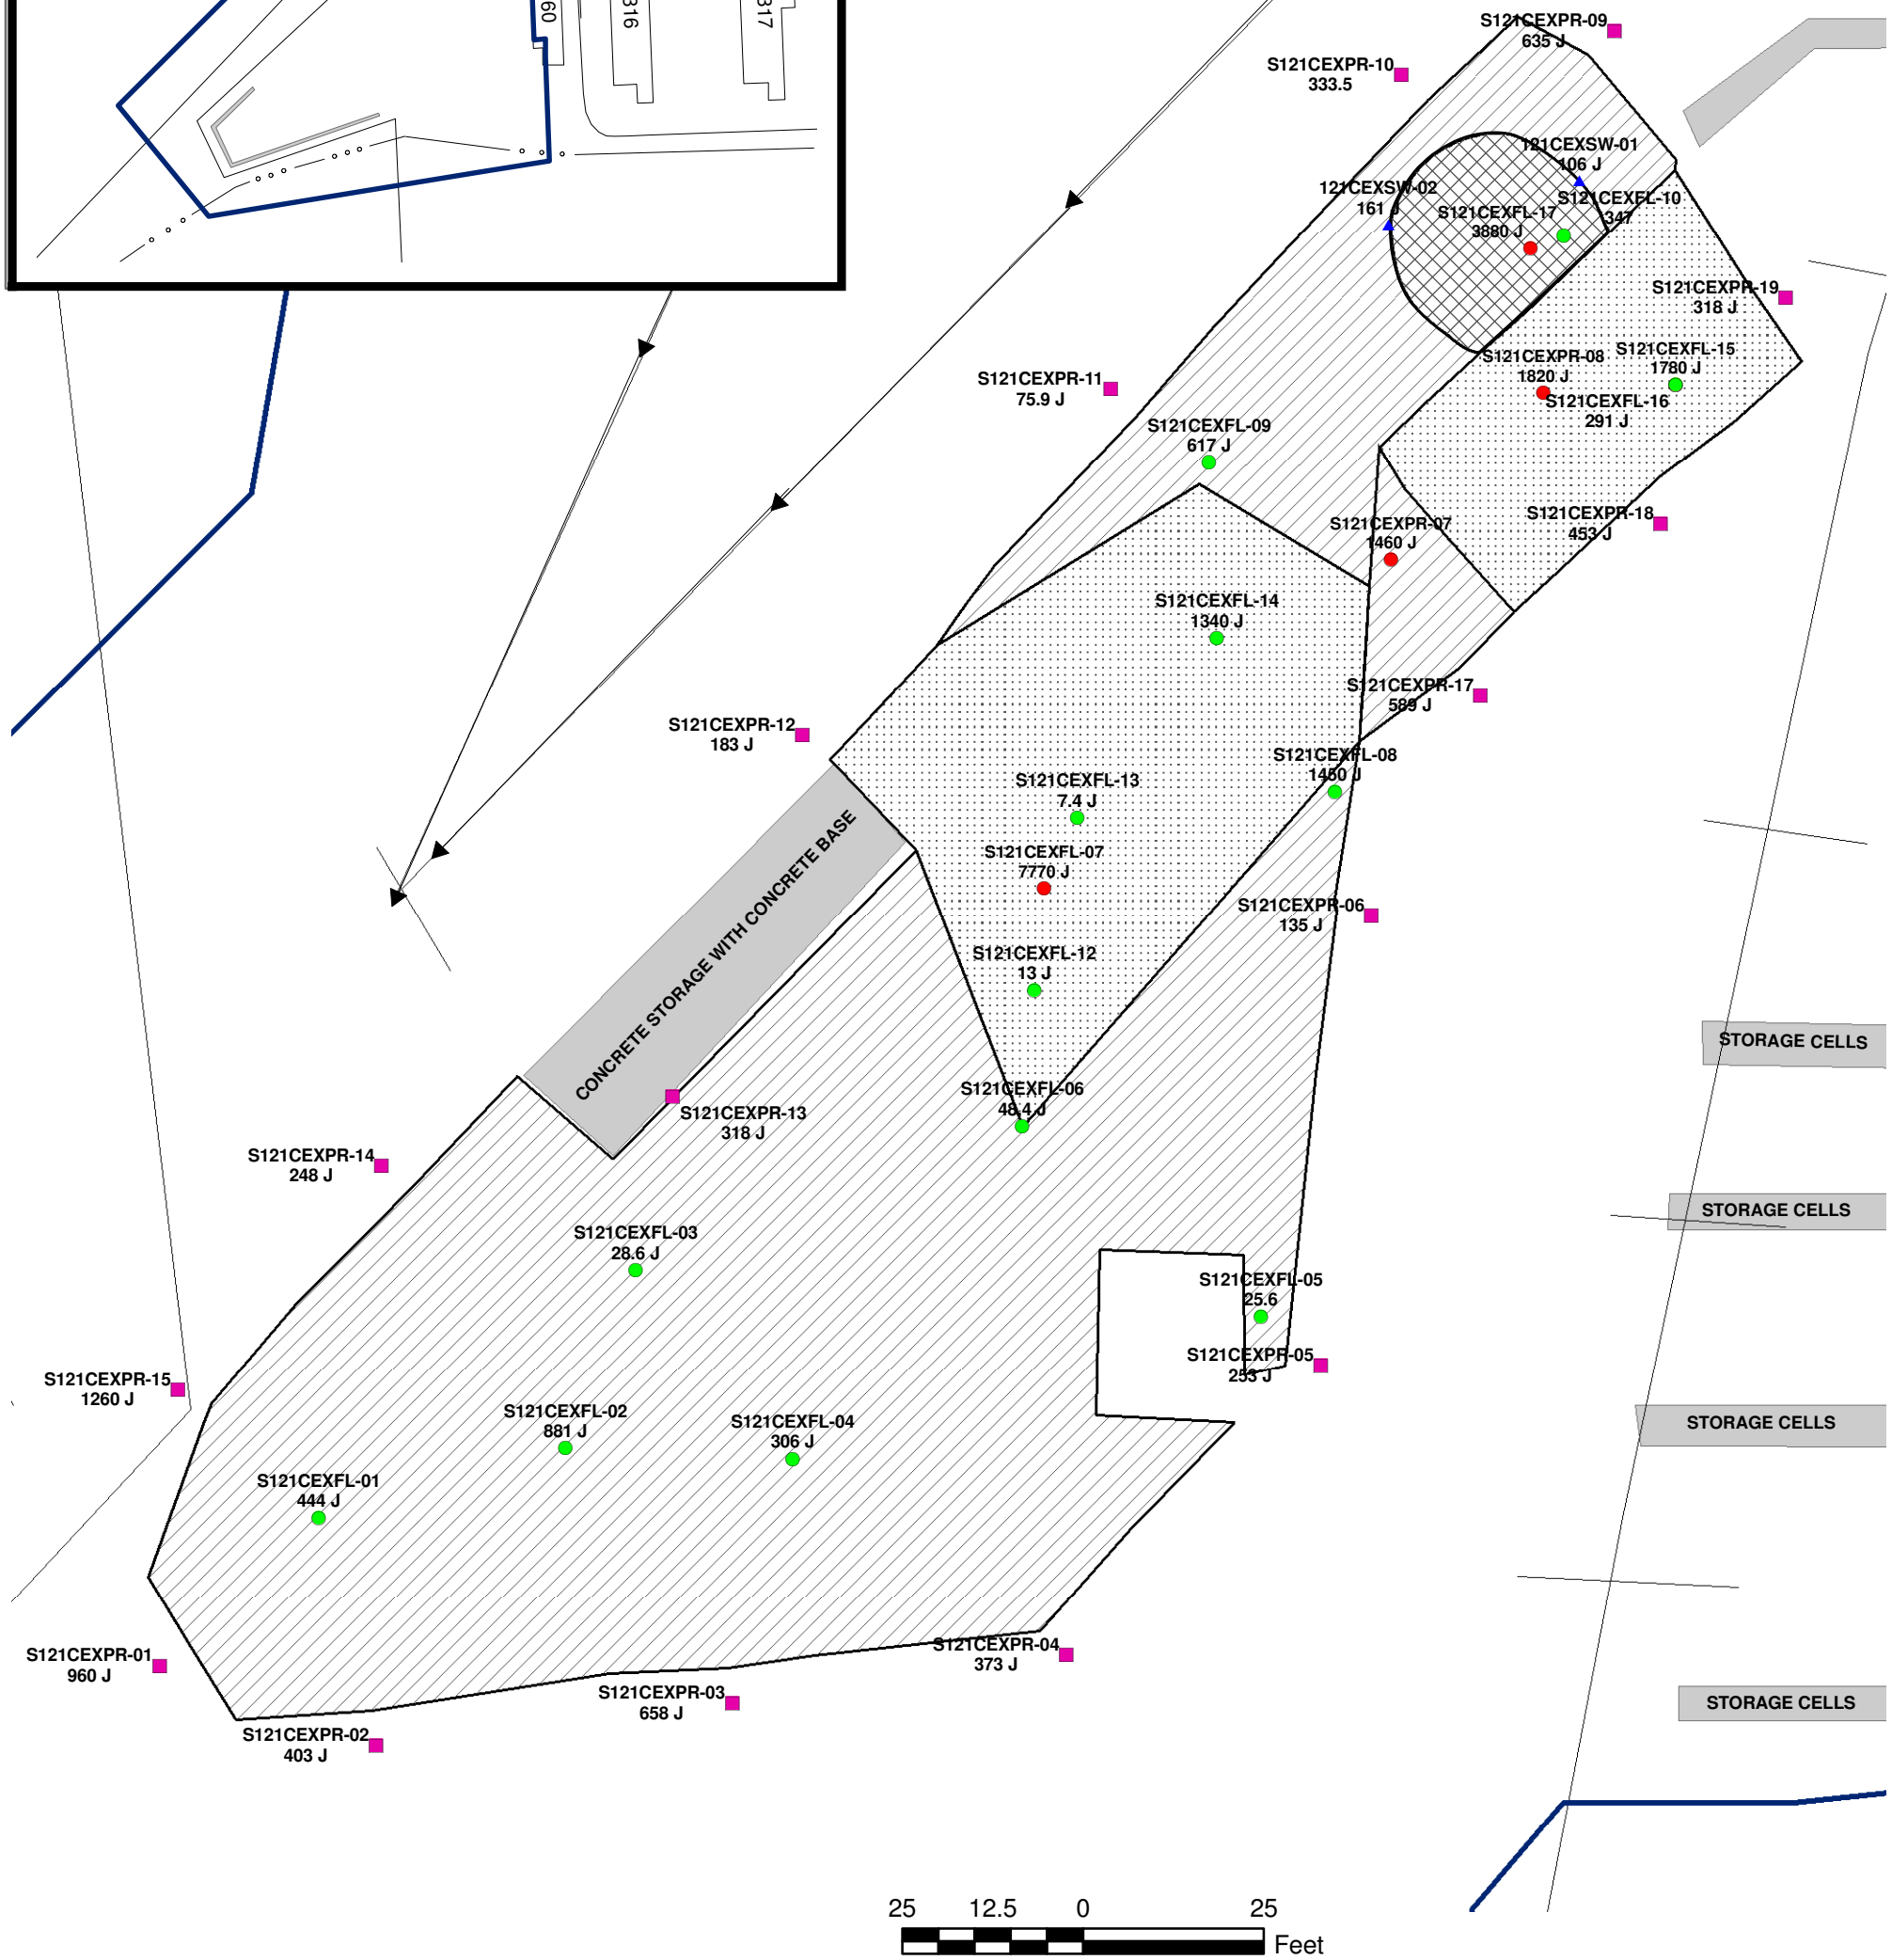 60
316
317
S121CEXPR-09
635 J
S121CEXPR-10
333.5
121CEXSW-01
106 J
121CEXSW-02
161 J
S121CEXFL-10
347
S121CEXFL-17
3880 J
S121CEXPR-19
318 J
S121CEXPR-08
1820 J
S121CEXFL-15
1780 J
S121CEXFL-16
291 J
S121CEXPR-11
75.9 J
S121CEXFL-09
617 J
S121CEXPR-18
453 J
S121CEXPR-07
1460 J
S121CEXFL-14
1340 J
S121CEXPR-17
589 J
S121CEXPR-12
183 J
S121CEXFL-08
1450 J
S121CEXFL-13
7.4 J
S121CEXFL-07
7770 J
CONCRETE STORAGE WITH CONCRETE BASE
S121CEXPR-06
135 J
S121CEXFL-12
13 J
STORAGE CELLS
S121CEXFL-06
48.4 J
S121CEXPR-13
318 J
S121CEXPR-14
248 J
STORAGE CELLS
S121CEXFL-03
28.6 J
S121CEXFL-05
25.6
S121CEXPR-05
253 J
S121CEXPR-15
1260 J
S121CEXFL-02
881 J
S121CEXFL-04
306 J
STORAGE CELLS
S121CEXFL-01
444 J
S121CEXPR-01
960 J
S121CEXPR-04
373 J
S121CEXPR-03
658 J
STORAGE CELLS
S121CEXPR-02
403 J
25 12.5 0 25
Feet